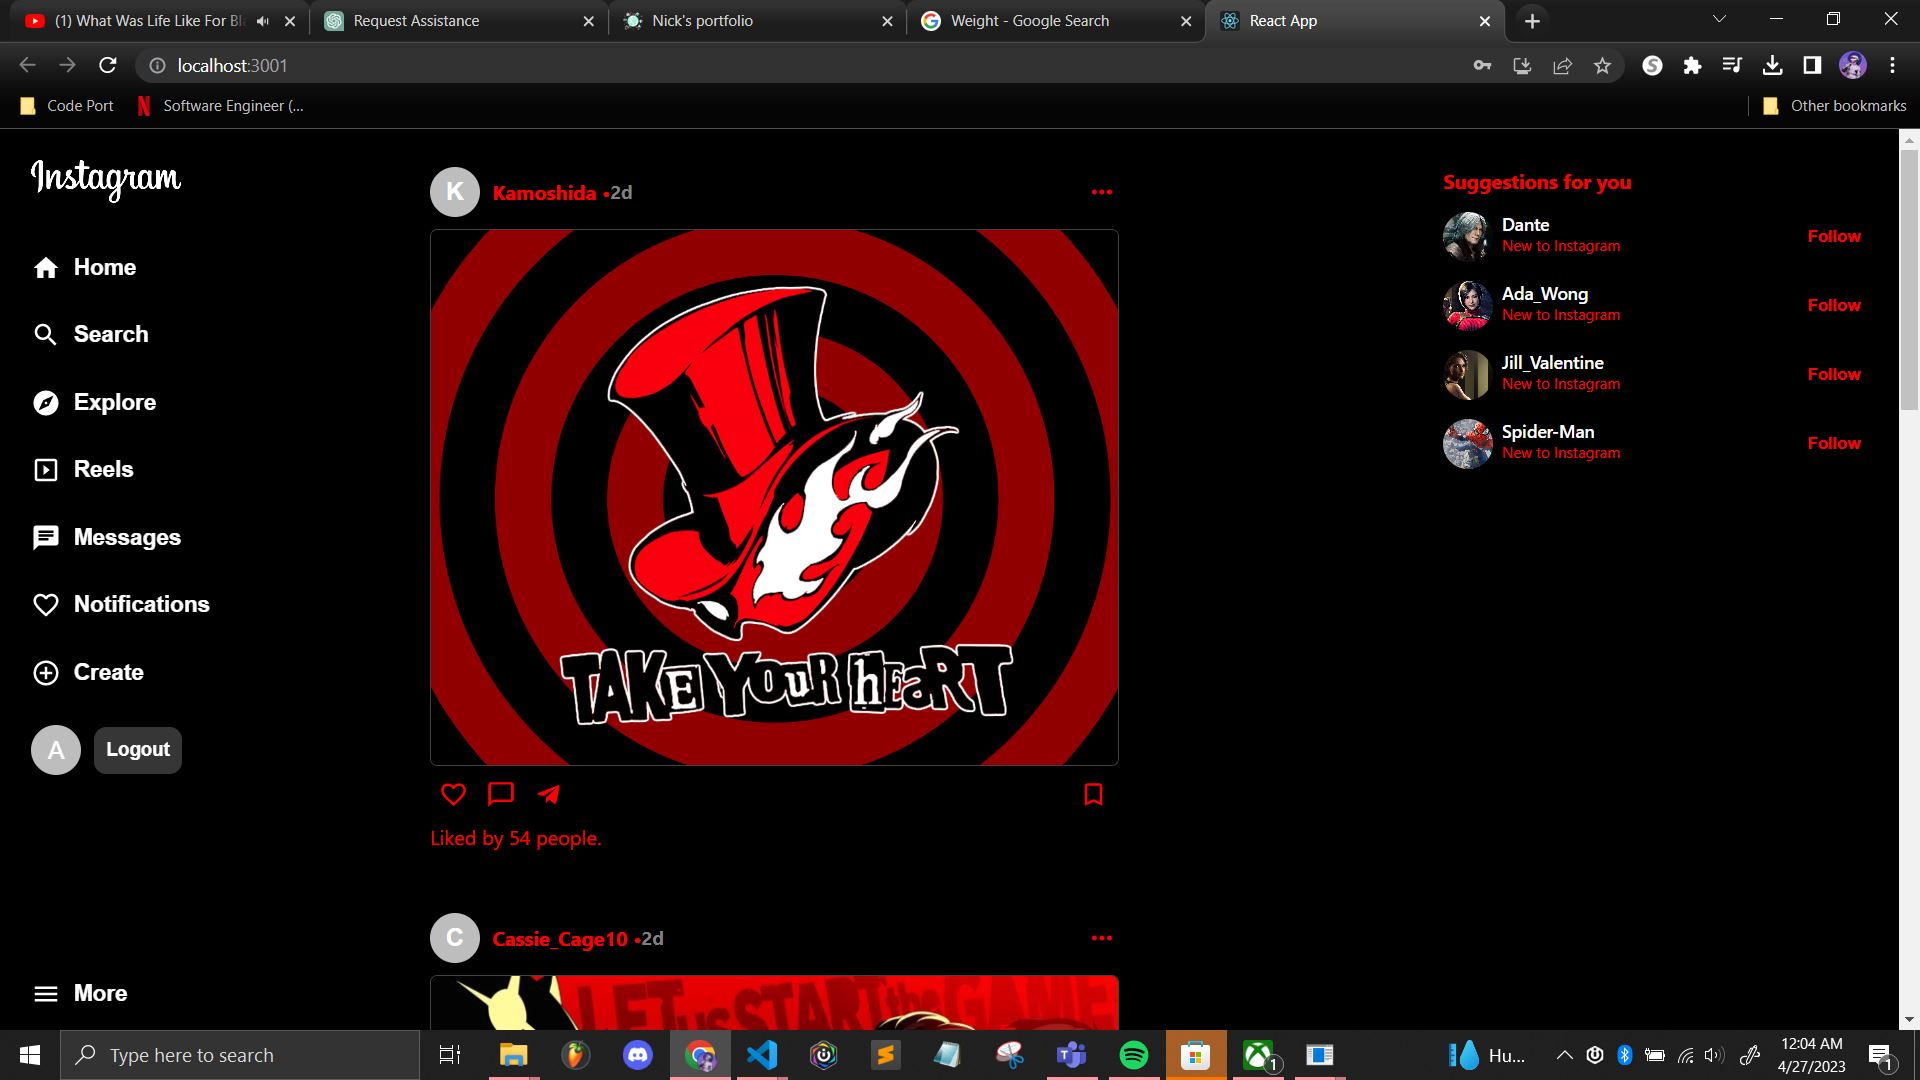 (1) What Was Life Like For Bl
Request Assistance
Nick's portfolio
Weight - Google Search
React App
localhost:3001
Code Port
Software Engineer (...
Other bookmarks
Instagram
Home
Search
Explore
Reels
Messages
Notifications
Create
A
Logout
More
K
Kamoshida •2d
TAKE YOUR HEART
Liked by 54 people.
C
Cassie_Cage10 •2d
LET US START the GAME
Suggestions for you
Dante
New to Instagram
Follow
Ada_Wong
New to Instagram
Follow
Jill_Valentine
New to Instagram
Follow
Spider-Man
New to Instagram
Follow
Type here to search
1
Hu...
12:04 AM
4/27/2023
1